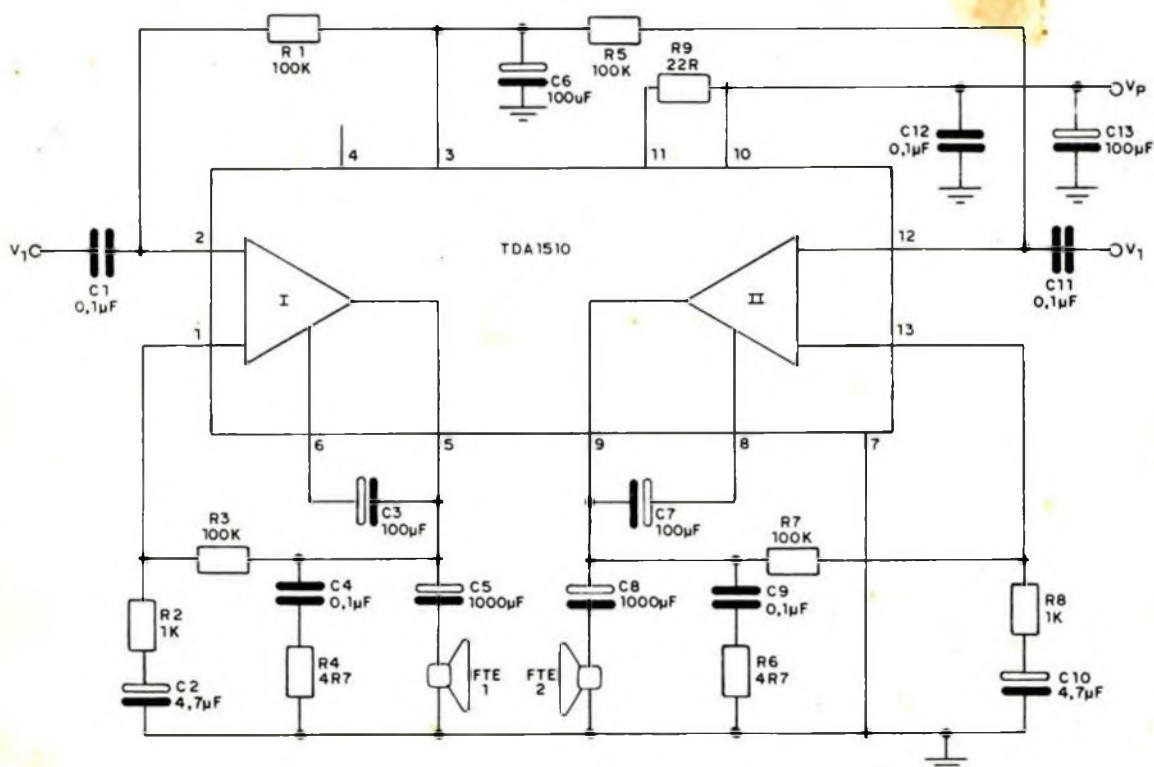 R 1
100K
C6
100uF
R5
100K
R9
22R
VP
C12
0,1µF
C13
100µF
4
3
11
10
V1
C1
0,1µF
2
1
I
TDA1510
II
12
13
C11
0,1µF
V1
6
5
9
8
7
C3
100µF
C7
100µF
R3
100K
R7
100K
C4
0,1µF
C5
1000µF
C8
1000µF
C9
0,1µF
R2
1K
R8
1K
R4
4R7
FTE
1
FTE
2
R6
4R7
C2
4,7µF
C10
4,7µF